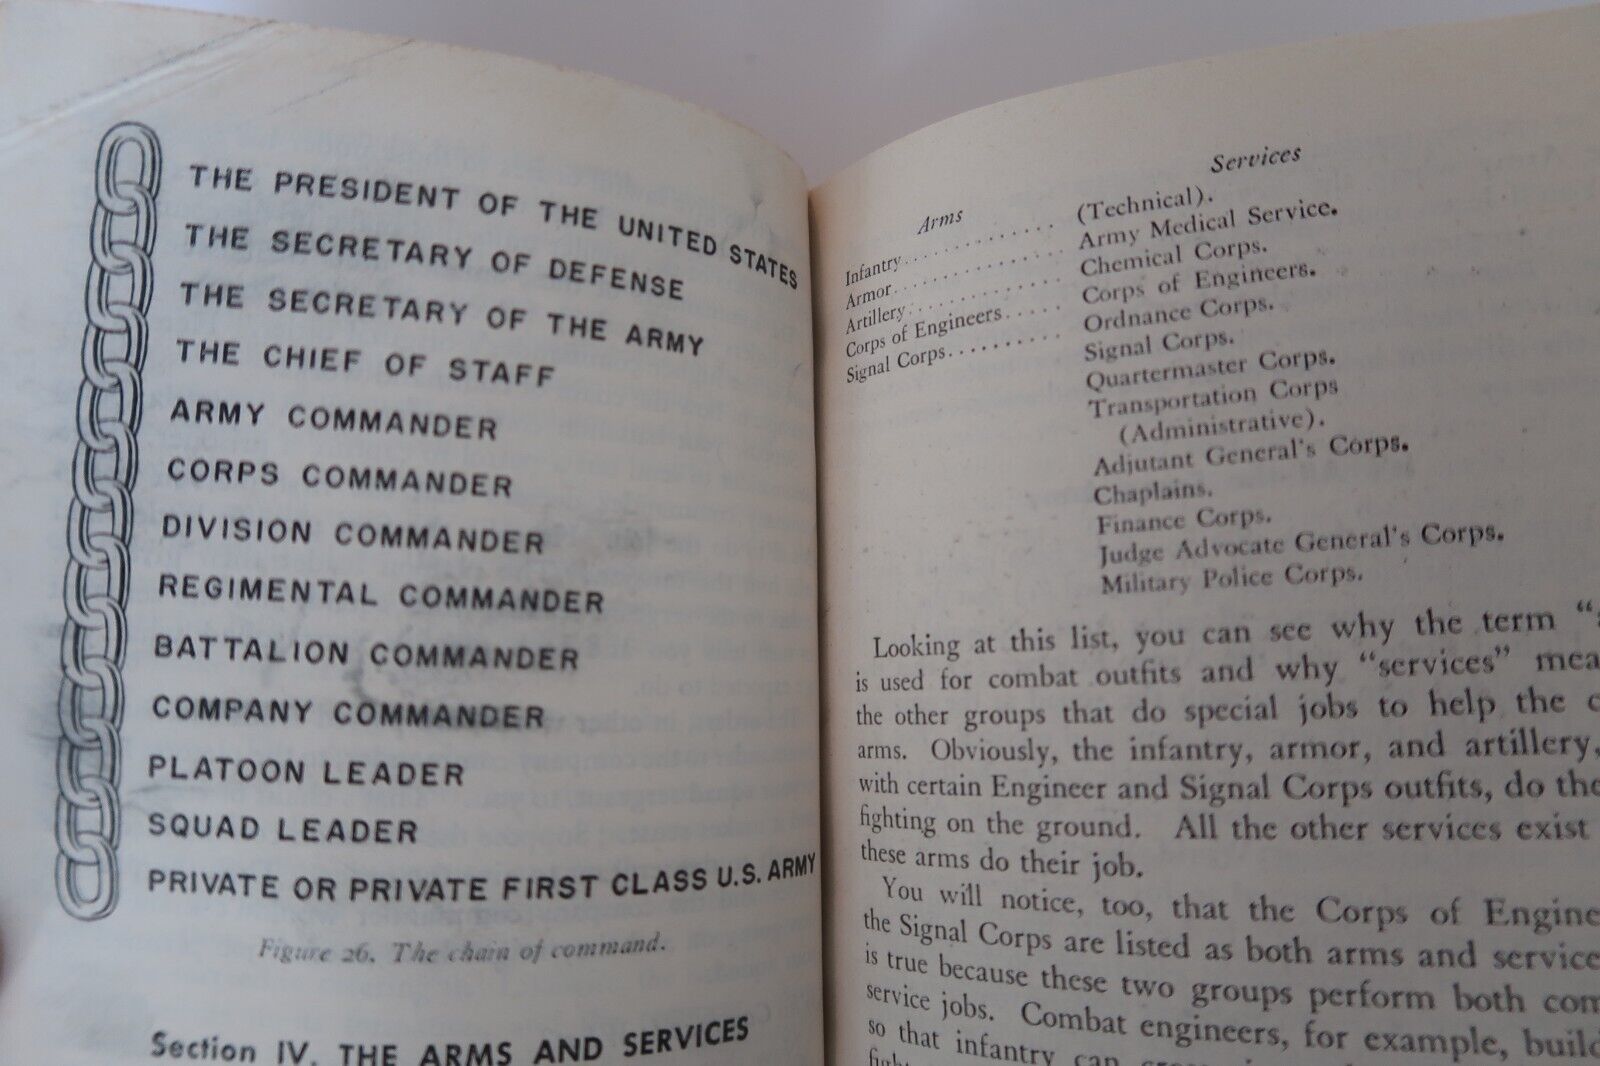 THE PRESIDENT OF THE UNITED STATES
THE SECRETARY OF DEFENSE
THE SECRETARY OF THE ARMY
THE CHIEF OF STAFF
ARMY COMMANDER
CORPS COMMANDER
DIVISION COMMANDER
REGIMENTAL COMMANDER
BATTALION COMMANDER
COMPANY COMMANDER
PLATOON LEADER
SQUAD LEADER
PRIVATE OR PRIVATE FIRST CLASS U.S. ARMY
Figure 26. The chain of command.
Section IV. THE ARMS AND SERVICES
Arms
Infantry
Armor
Artillery
Corps of Engineers
Signal Corps
Services
(Technical).
Army Medical Service.
Chemical Corps.
Corps of Engineers.
Ordnance Corps.
Signal Corps.
Quartermaster Corps.
Transportation Corps
(Administrative).
Adjutant General's Corps.
Chaplains.
Finance Corps.
Judge Advocate General's Corps.
Military Police Corps.
Looking at this list, you can see why the term
is used for combat outfits and why "services" mea
the other groups that do special jobs to help the c
arms. Obviously, the infantry, armor, and artillery,
with certain Engineer and Signal Corps outfits, do the
fighting on the ground. All the other services exist
these arms do their job.
You will notice, too, that the Corps of Engine
the Signal Corps are listed as both arms and service
is true because these two groups perform both com
service jobs. Combat engineers, for example, build
so that infantry can